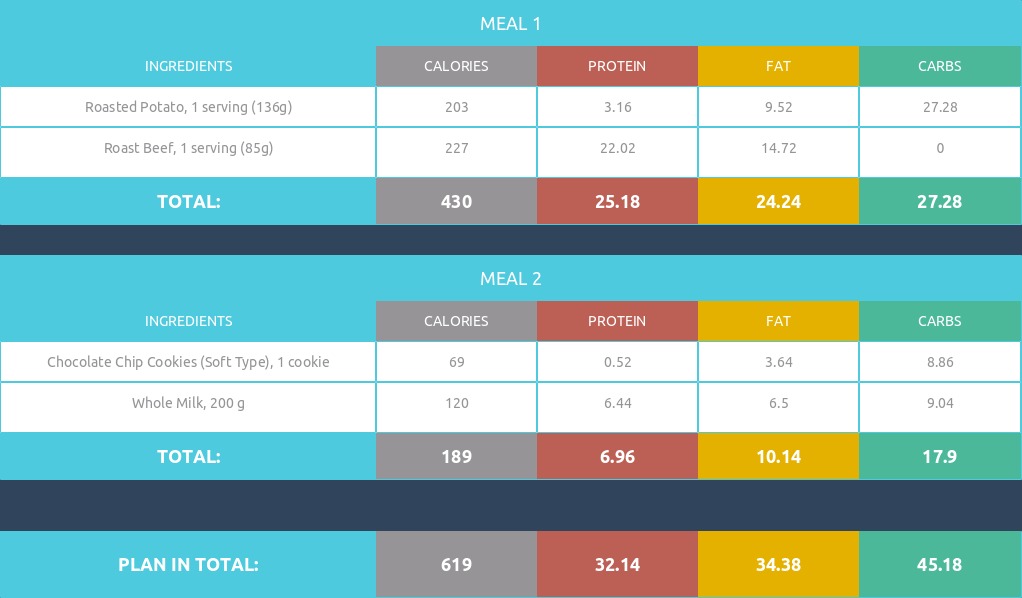 MEAL 1
INGREDIENTS CALORIES PROTEIN FAT CARBS
Roasted Potato, 1 serving (136g) 203 3.16 9.52 27.28
Roast Beef, 1 serving (85g) 227 22.02 14.72 0
TOTAL: 430 25.18 24.24 27.28
MEAL 2
INGREDIENTS CALORIES PROTEIN FAT CARBS
Chocolate Chip Cookies (Soft Type), 1 cookie 69 0.52 3.64 8.86
Whole Milk, 200 g 120 6.44 6.5 9.04
TOTAL: 189 6.96 10.14 17.9
PLAN IN TOTAL: 619 32.14 34.38 45.18